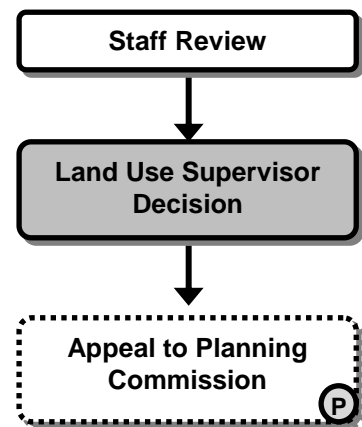 Staff Review
Land Use Supervisor
Decision
Appeal to Planning
Commission
P